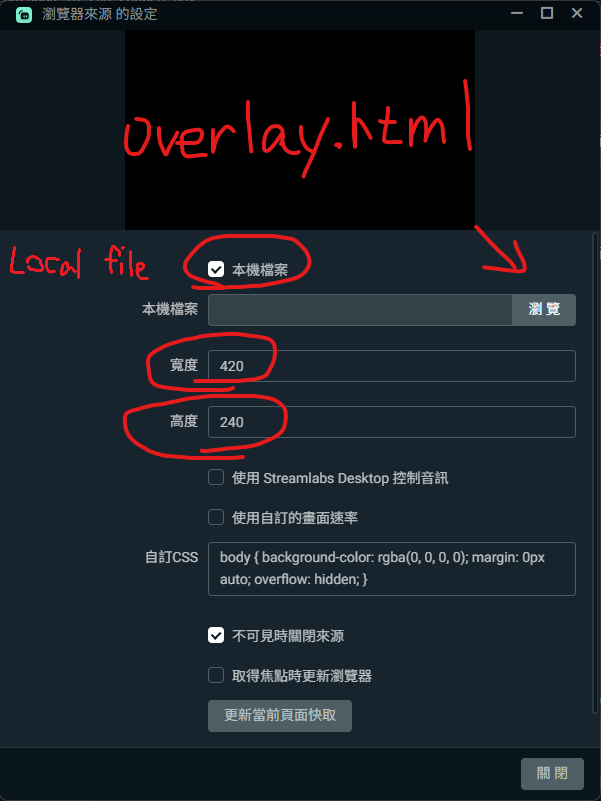 瀏覽器來源 的設定
overlay.html
Local file
本機檔案
本機檔案
瀏覽
寬度 420
高度 240
使用 Streamlabs Desktop 控制音訊
使用自訂的畫面速率
自訂CSS
body { background-color: rgba(0, 0, 0, 0); margin: 0px
auto; overflow: hidden; }
不可見時關閉來源
取得焦點時更新瀏覽器
更新當前頁面快取
關閉